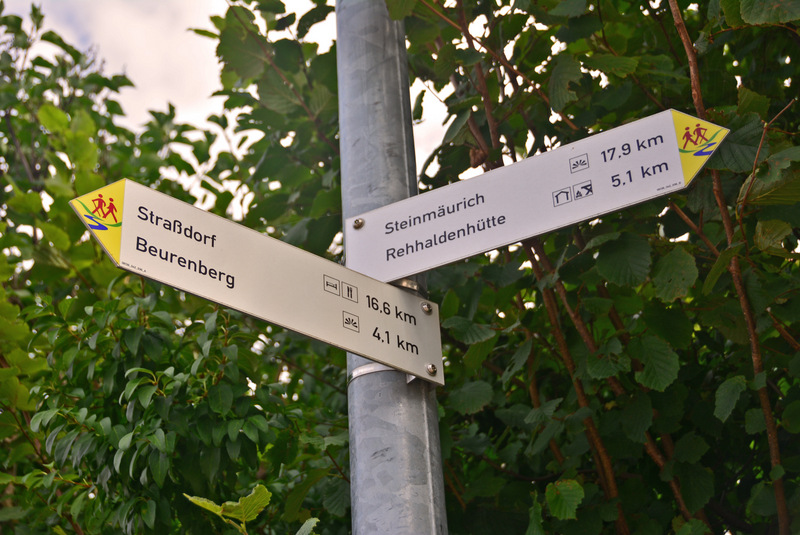 Straßdorf 16.6 km
Beurenberg 4.1 km
Steinmäurich 17.9 km
Rehhaldenhütte 5.1 km